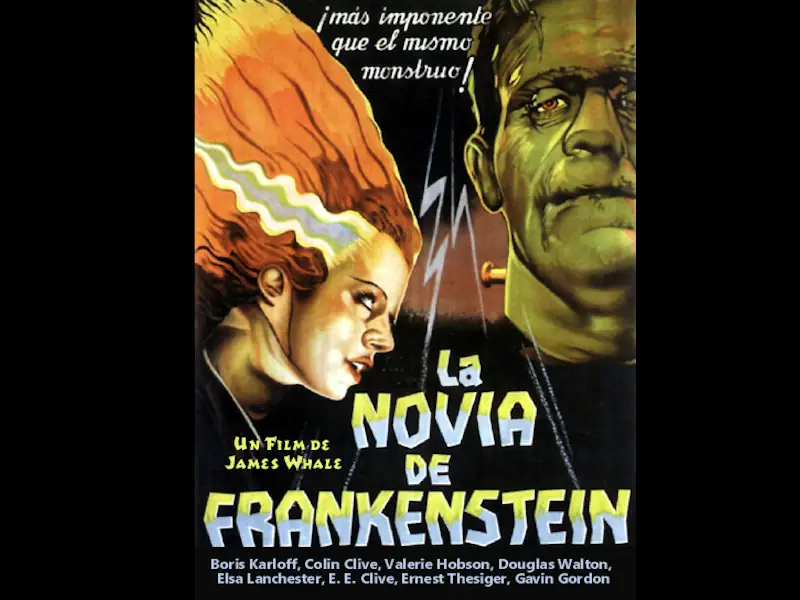 ¡más imponente
que el mismo
monstruo!
La
NOVIA
DE
FRANKENSTEIN
Un Film de
James Whale
Boris Karloff, Colin Clive, Valerie Hobson, Douglas Walton,
Elsa Lanchester, E. E. Clive, Ernest Thesiger, Gavin Gordon